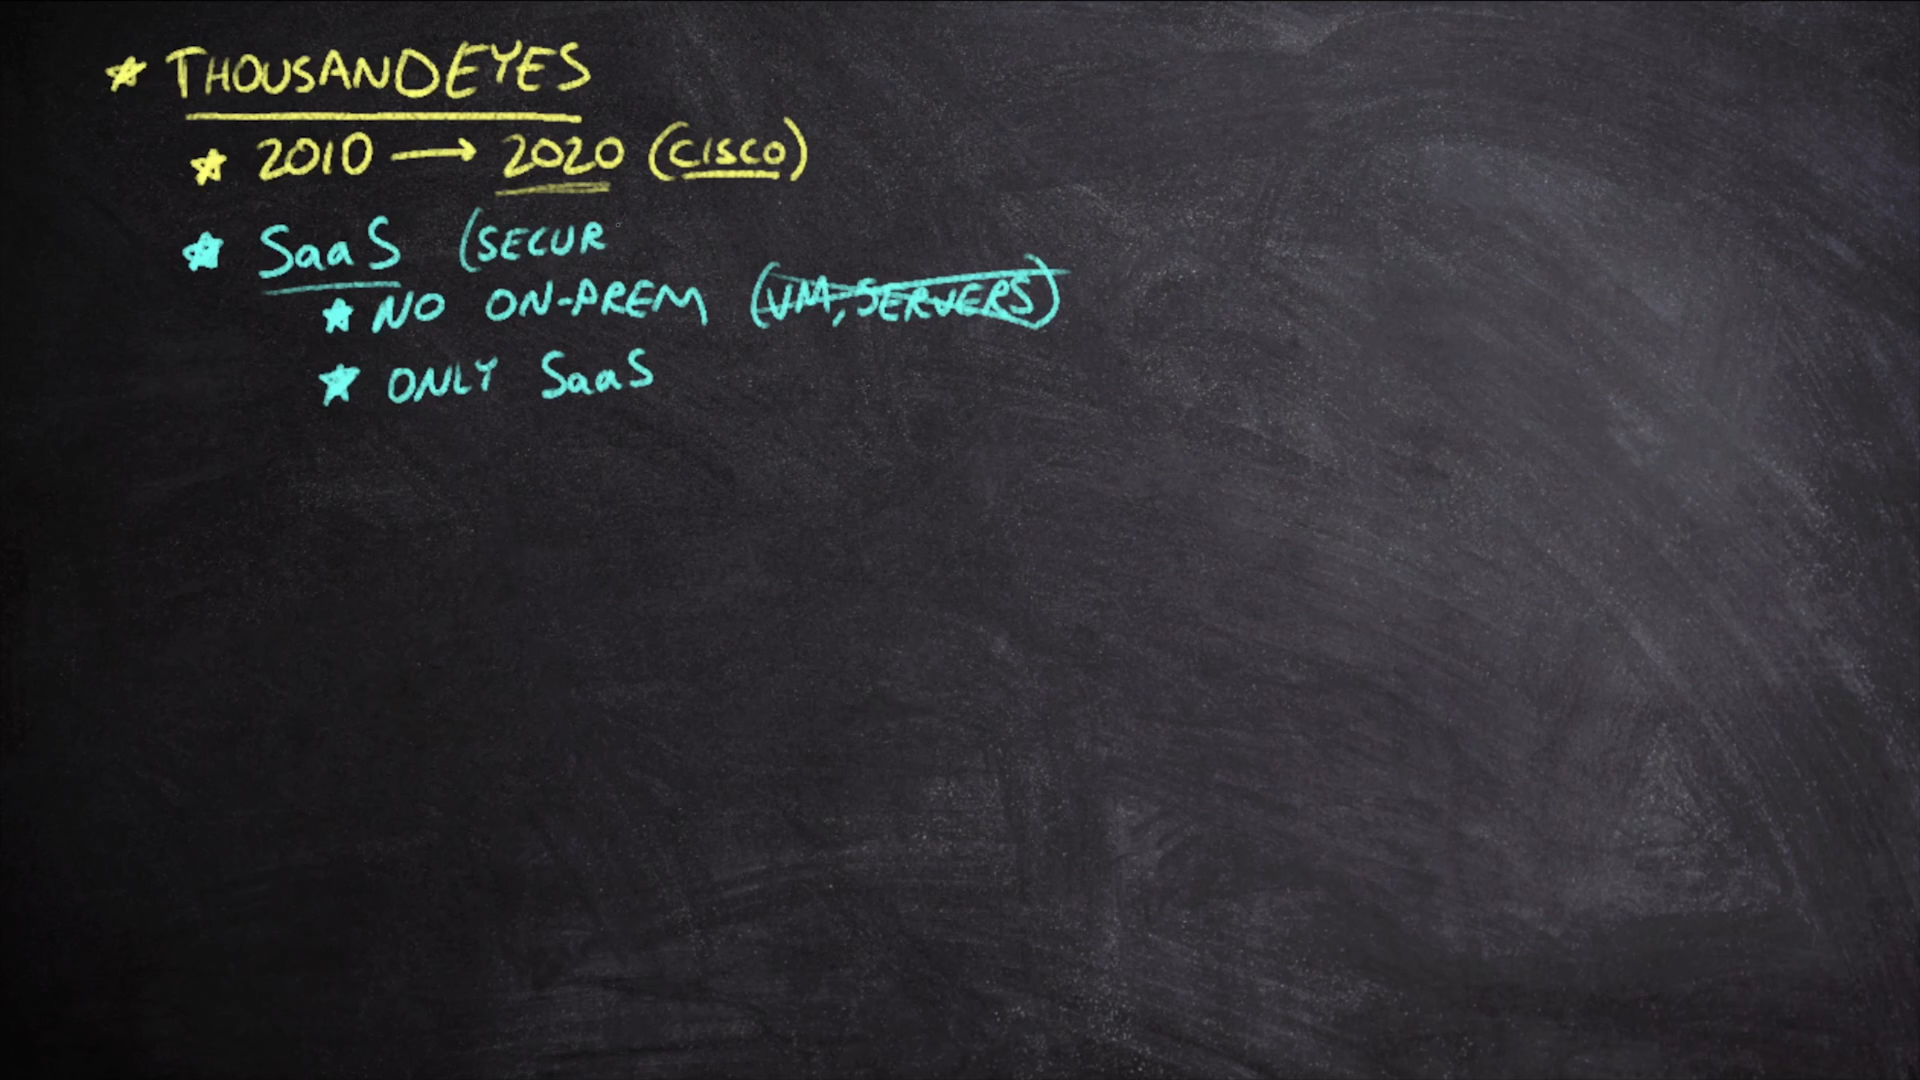 THOUSANDEYES
2010 → 2020 (CISCO)
SaaS (SECUR
NO ON-PREM (VM, SERVERS)
ONLY SaaS